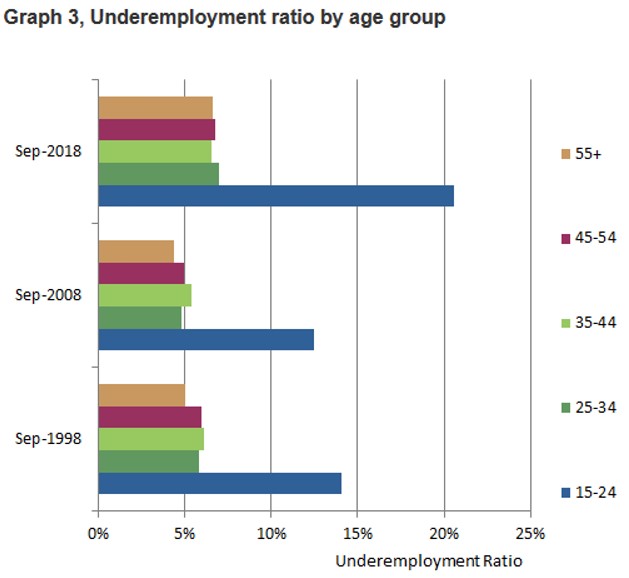 Graph 3, Underemployment ratio by age group
Sep-2018
Sep-2008
Sep-1998
55+
45-54
35-44
25-34
15-24
0% 5% 10% 15% 20% 25%
Underemployment Ratio